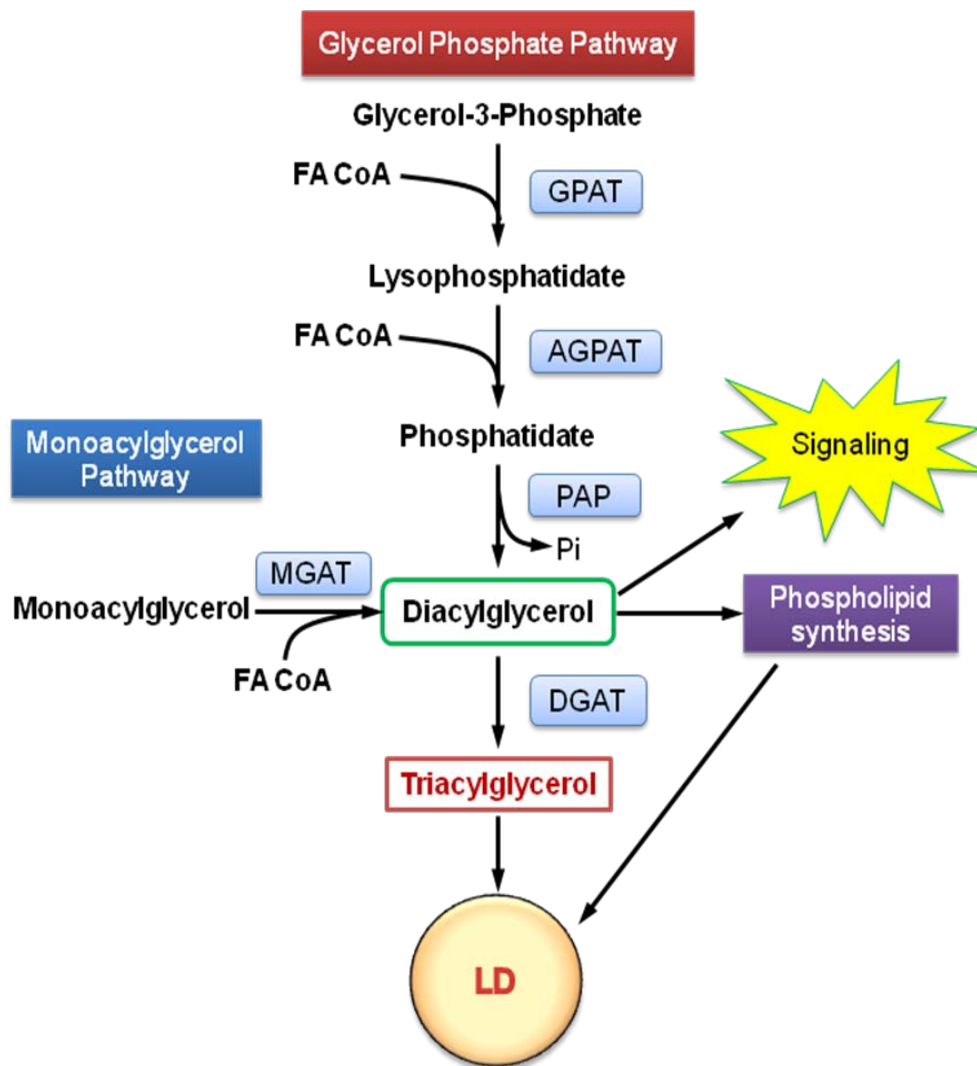 Glycerol Phosphate Pathway
Glycerol-3-Phosphate
FA CoA
GPAT
Lysophosphatidate
FA CoA
AGPAT
Phosphatidate
Monoacylglycerol
Pathway
Signaling
PAP
Pi
MGAT
Monoacylglycerol
Diacylglycerol
Phospholipid
synthesis
FA CoA
DGAT
Triacylglycerol
LD